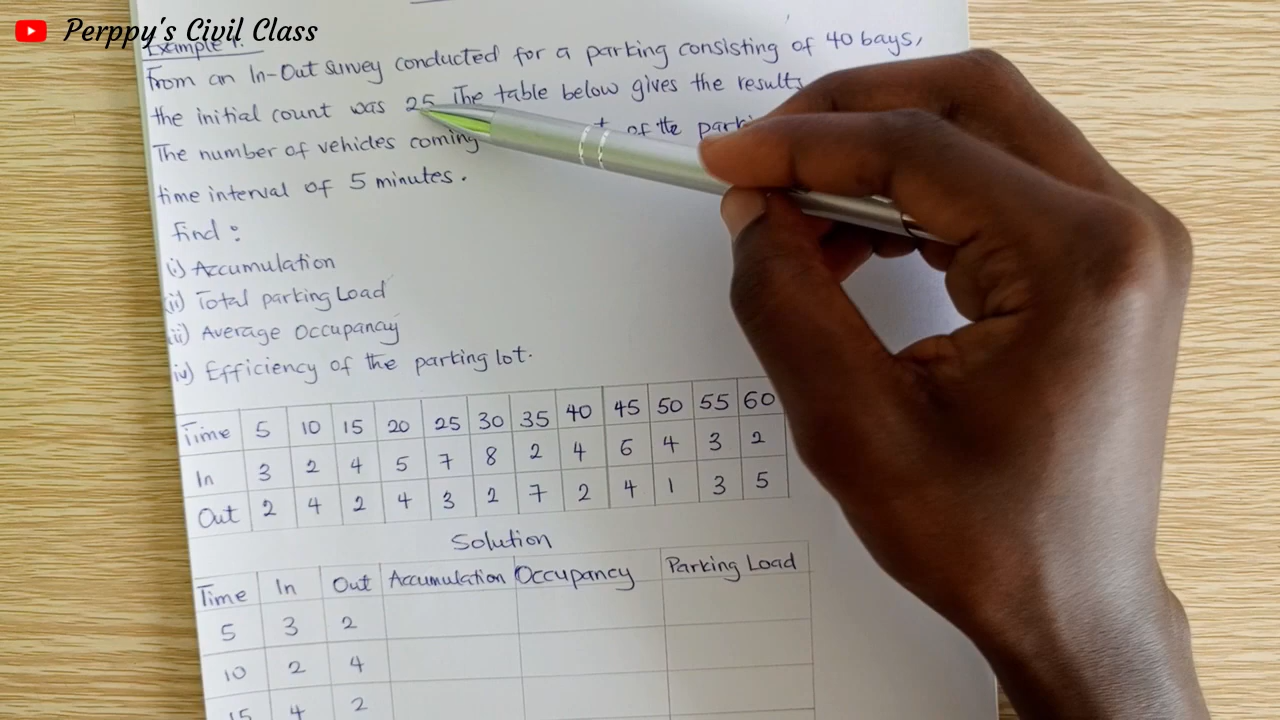 Perppy's Civil Class
Example 1:
From an In-Out survey conducted for a parking consisting of 40 bays,
the initial count was 25 The table below gives the results
The number of vehicles coming of the
time interval of 5 minutes.
Find :
(i) Accumulation
(ii) Total parking Load
(iii) Average Occupancy
(iv) Efficiency of the parking lot.
Time 5 10 15 20 25 30 35 40 45 50 55 60
In 3 2 4 5 7 8 2 4 6 4 3 2
Out 2 4 2 4 3 2 7 2 4 1 3 5
Solution
Time In Out Accumulation Occupancy Parking Load
5 3 2
10 2 4
15 4 2